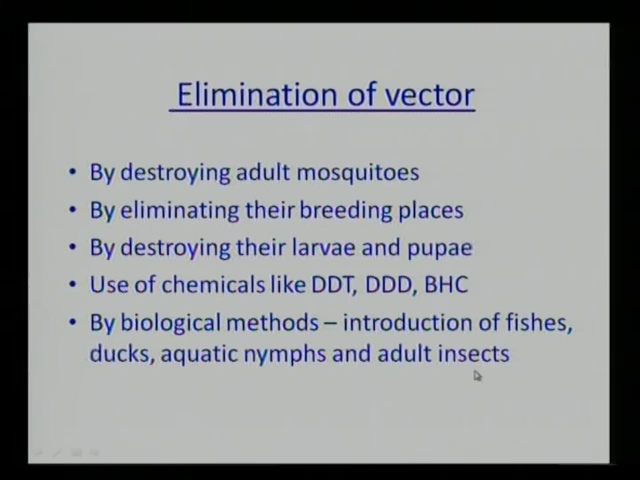 Elimination of vector
• By destroying adult mosquitoes
• By eliminating their breeding places
• By destroying their larvae and pupae
• Use of chemicals like DDT, DDD, BHC
• By biological methods – introduction of fishes,
ducks, aquatic nymphs and adult insects